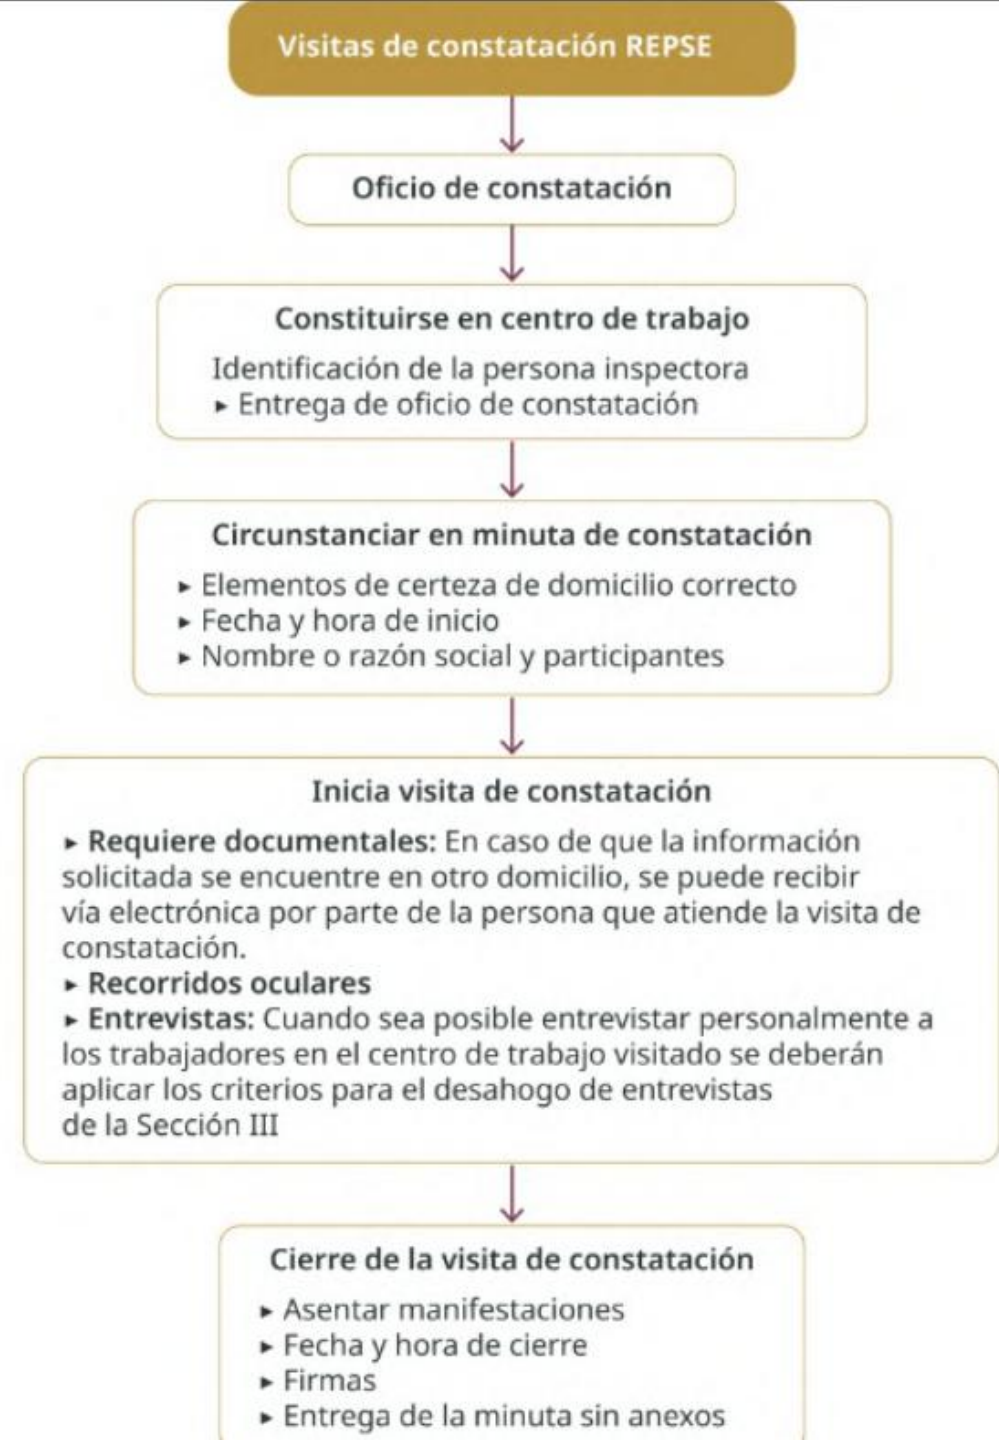 Visitas de constatación REPSE
Oficio de constatación
Constituirse en centro de trabajo
Identificación de la persona inspectora
▸ Entrega de oficio de constatación
Circunstanciar en minuta de constatación
▸ Elementos de certeza de domicilio correcto
▸ Fecha y hora de inicio
▸ Nombre o razón social y participantes
Inicia visita de constatación
▸ Requiere documentales: En caso de que la información
solicitada se encuentre en otro domicilio, se puede recibir
vía electrónica por parte de la persona que atiende la visita de
constatación.
▸ Recorridos oculares
▸ Entrevistas: Cuando sea posible entrevistar personalmente a
los trabajadores en el centro de trabajo visitado se deberán
aplicar los criterios para el desahogo de entrevistas
de la Sección III
Cierre de la visita de constatación
▸ Asentar manifestaciones
▸ Fecha y hora de cierre
▸ Firmas
▸ Entrega de la minuta sin anexos